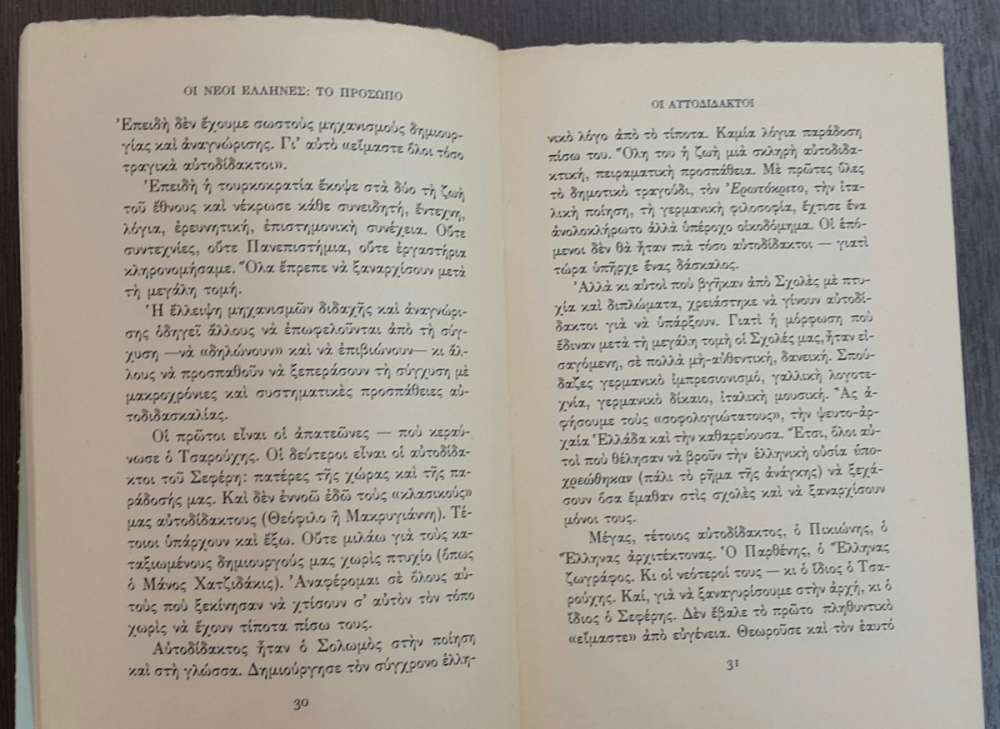 ΟΙ ΝΕΟΙ ΕΛΛΗΝΕΣ: ΤΟ ΠΡΟΣΩΠΟ
Ἐπειδὴ δὲν ἔχουμε σωστοὺς μηχανισμοὺς δημιουρ-
γίας καὶ ἀναγνώρισης. Γι' αὐτὸ «εἴμαστε ὅλοι τόσο
τραγικὰ αὐτοδίδακτοι».
Ἐπειδὴ ἡ τουρκοκρατία ἔκοψε στὰ δύο τὴ ζωὴ
τοῦ ἔθνους καὶ νέκρωσε κάθε συνειδητή, ἔντεχνη,
λόγια, ἐρευνητική, ἐπιστημονικὴ συνέχεια. Οὔτε
συντεχνίες, οὔτε Πανεπιστήμια, οὔτε ἐργαστήρια
κληρονομήσαμε. Ὅλα ἔπρεπε νὰ ξαναρχίσουν μετὰ
τὴ μεγάλη τομή.
Ἡ ἔλλειψη μηχανισμῶν διδαχῆς καὶ ἀναγνώ-
ρισης ὁδηγεῖ ἄλλους νὰ ἐπωφελοῦνται ἀπὸ τὴ σύγ-
χυση —νὰ «δηλώνουν» καὶ νὰ ἐπιβιώνουν— κι ἄλ-
λους νὰ προσπαθοῦν νὰ ξεπεράσουν τὴ σύγχυση μὲ
μακροχρόνιες καὶ συστηματικὲς προσπάθειες αὐ-
τοδιδασκαλίας.
Οἱ πρῶτοι εἶναι οἱ ἀπατεῶνες — ποὺ κεραύ-
νωσε ὁ Τσαρούχης. Οἱ δεύτεροι εἶναι οἱ αὐτοδίδα-
κτοι τοῦ Σεφέρη: πατέρες τῆς χώρας καὶ τῆς πα-
ράδοσής μας. Καὶ δὲν ἐννοῶ ἐδῶ τοὺς «κλασικούς»
μας αὐτοδίδακτους (Θεόφιλο ἢ Μακρυγιάννη). Τέ-
τοιοι ὑπάρχουν καὶ ἔξω. Οὔτε μιλάω γιὰ τοὺς κα-
ταξιωμένους δημιουργούς μας χωρὶς πτυχίο (ὅπως
ὁ Μάνος Χατζιδάκις). Ἀναφέρομαι σὲ ὅλους αὐ-
τοὺς ποὺ ξεκίνησαν νὰ χτίσουν σ' αὐτὸν τὸν τόπο
χωρὶς νὰ ἔχουν τίποτα πίσω τους.
Αὐτοδίδακτος ἦταν ὁ Σολωμὸς στὴν ποίηση
καὶ στὴ γλώσσα. Δημιούργησε τὸν σύγχρονο ἑλλη-
30
ΟΙ ΑΥΤΟΔΙΔΑΚΤΟΙ
νικὸ λόγο ἀπὸ τὸ τίποτα. Καμία λόγια παράδοση
πίσω του. Ὅλη του ἡ ζωὴ μιὰ σκληρὴ αὐτοδιδα-
κτική, πειραματικὴ προσπάθεια. Μὲ πρῶτες ὗλες
τὸ δημοτικὸ τραγούδι, τὸν Ἐρωτόκριτο, τὴν ἰτα-
λικὴ ποίηση, τὴ γερμανικὴ φιλοσοφία, ἔχτισε ἕνα
ἀνολοκλήρωτο ἀλλὰ ὑπέροχο οἰκοδόμημα. Οἱ ἑπό-
μενοι δὲν θὰ ἦταν πιὰ τόσο αὐτοδίδακτοι — γιατὶ
τώρα ὑπῆρχε ἕνας δάσκαλος.
Ἀλλὰ κι αὐτοὶ ποὺ βγῆκαν ἀπὸ Σχολὲς μὲ πτυ-
χία καὶ διπλώματα, χρειάστηκε νὰ γίνουν αὐτοδί-
δακτοι γιὰ νὰ ὑπάρξουν. Γιατὶ ἡ μόρφωση ποὺ
ἔδιναν μετὰ τὴ μεγάλη τομὴ οἱ Σχολές μας, ἦταν εἰ-
σαγόμενη, σὲ πολλὰ μὴ-αὐθεντική, δανεική. Σπού-
δαζες γερμανικὸ ἰμπρεσιονισμό, γαλλικὴ λογοτε-
χνία, γερμανικὸ δίκαιο, ἰταλικὴ μουσική. Ἂς ἀ-
φήσουμε τοὺς «σοφολογιώτατους», τὴν ψευτο-ἀρ-
χαία Ἑλλάδα καὶ τὴν καθαρεύουσα. Ἔτσι, ὅλοι αὐ-
τοὶ ποὺ θέλησαν νὰ βροῦν τὴν ἑλληνικὴ οὐσία ὑπο-
χρεώθηκαν (πάλι τὸ ρῆμα τῆς ἀνάγκης) νὰ ξεχά-
σουν ὅσα ἔμαθαν στὶς σχολὲς καὶ νὰ ξαναρχίσουν
μόνοι τους.
Μέγας, τέτοιος αὐτοδίδακτος, ὁ Πικιώνης, ὁ
Ἕλληνας ἀρχιτέκτονας. Ὁ Παρθένης, ὁ Ἕλληνας
ζωγράφος. Κι οἱ νεότεροί τους — κι ὁ ἴδιος ὁ Τσα-
ρούχης. Καί, γιὰ νὰ ξαναγυρίσουμε στὴν ἀρχή, κι ὁ
ἴδιος ὁ Σεφέρης. Δὲν ἔβαλε τὸ πρῶτο πληθυντικὸ
«εἴμαστε» ἀπὸ εὐγένεια. Θεωροῦσε καὶ τὸν ἑαυτό
31